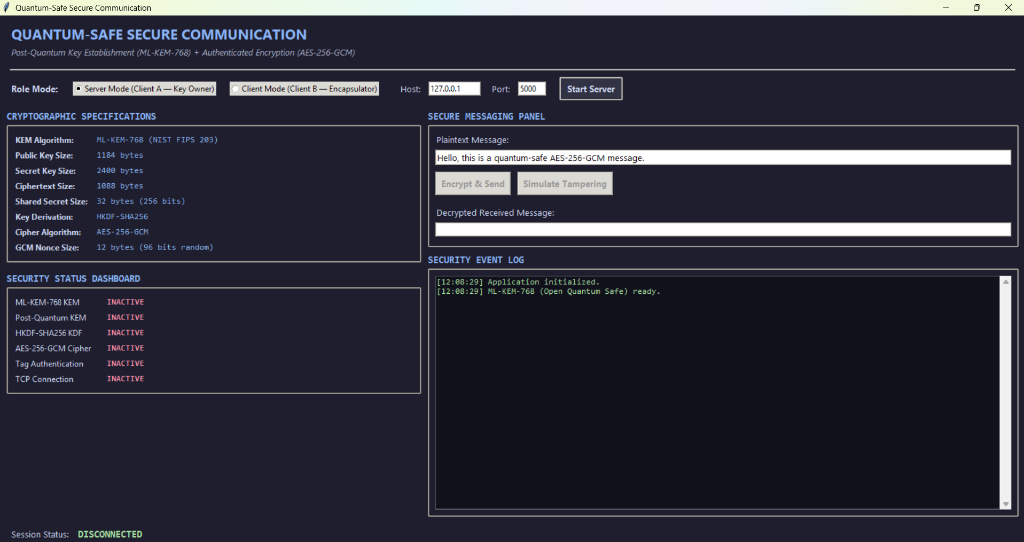 Quantum-Safe Secure Communication
QUANTUM-SAFE SECURE COMMUNICATION
Post-Quantum Key Establishment (ML-KEM-768) + Authenticated Encryption (AES-256-GCM)
Role Mode: Server Mode (Client A — Key Owner) Client Mode (Client B — Encapsulator) Host: 127.0.0.1 Port: 5000 Start Server
CRYPTOGRAPHIC SPECIFICATIONS
KEM Algorithm: ML-KEM-768 (NIST FIPS 203)
Public Key Size: 1184 bytes
Secret Key Size: 2400 bytes
Ciphertext Size: 1088 bytes
Shared Secret Size: 32 bytes (256 bits)
Key Derivation: HKDF-SHA256
Cipher Algorithm: AES-256-GCM
GCM Nonce Size: 12 bytes (96 bits random)
SECURITY STATUS DASHBOARD
ML-KEM-768 KEM INACTIVE
Post-Quantum KEM INACTIVE
HKDF-SHA256 KDF INACTIVE
AES-256-GCM Cipher INACTIVE
Tag Authentication INACTIVE
TCP Connection INACTIVE
SECURE MESSAGING PANEL
Plaintext Message:
Hello, this is a quantum-safe AES-256-GCM message.
Encrypt & Send Simulate Tampering
Decrypted Received Message:
SECURITY EVENT LOG
[12:08:29] Application initialized.
[12:08:29] ML-KEM-768 (Open Quantum Safe) ready.
Session Status: DISCONNECTED